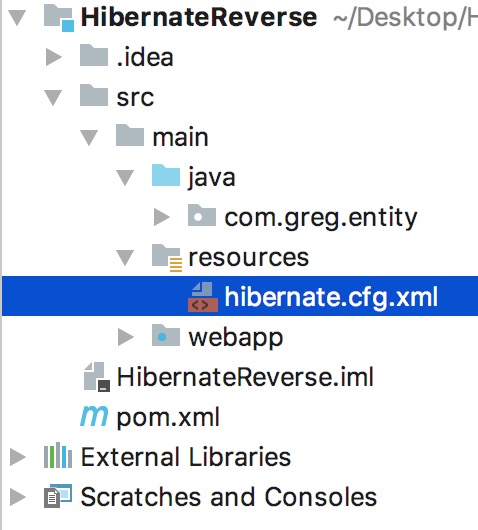 HibernateReverse ~/Desktop/H
.idea
src
main
java
com.greg.entity
resources
hibernate.cfg.xml
webapp
HibernateReverse.iml
pom.xml
External Libraries
Scratches and Consoles